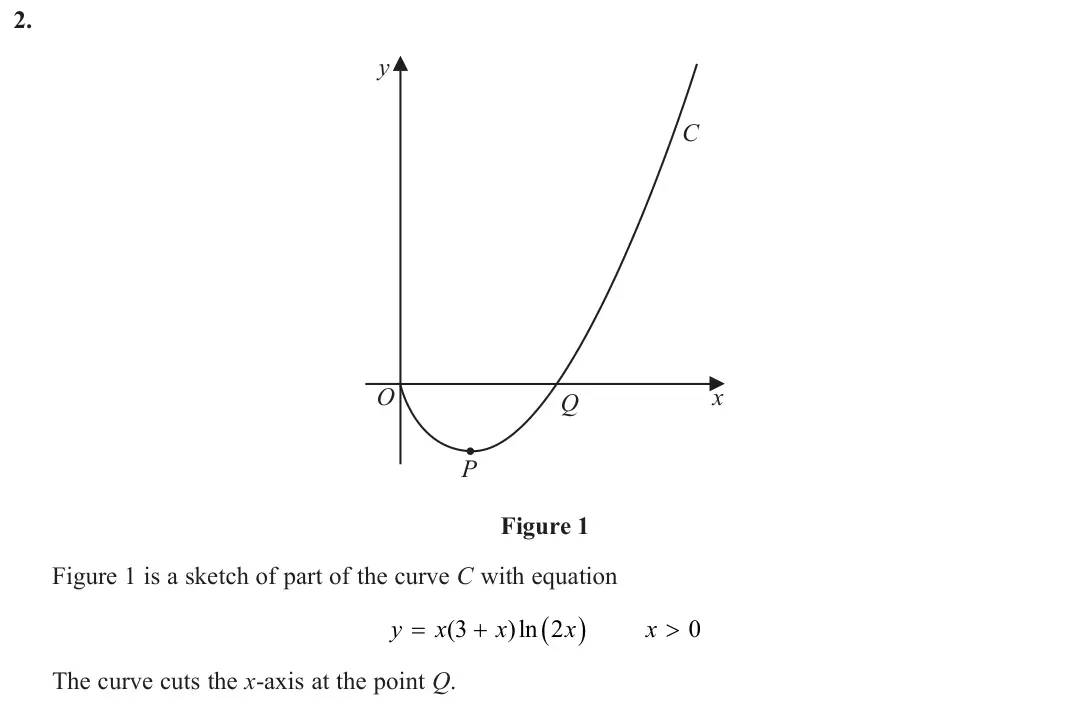 2.
y
C
O
Q
x
P
Figure 1
Figure 1 is a sketch of part of the curve C with equation
y = x(3 + x)ln(2x)    x > 0
The curve cuts the x-axis at the point Q.